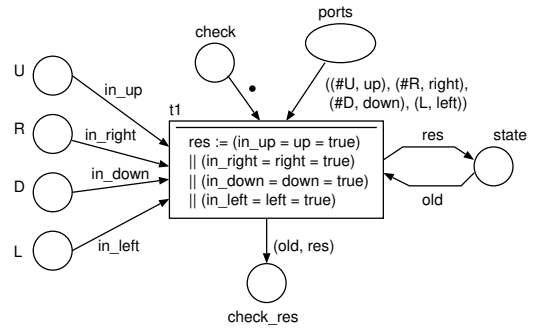 check
ports
U
in_up
((#U, up), (#R, right),
(#D, down), (L, left))
t1
R
in_right
res := (in_up = up = true)
|| (in_right = right = true)
|| (in_down = down = true)
|| (in_left = left = true)
res
state
D
in_down
old
L
in_left
(old, res)
check_res